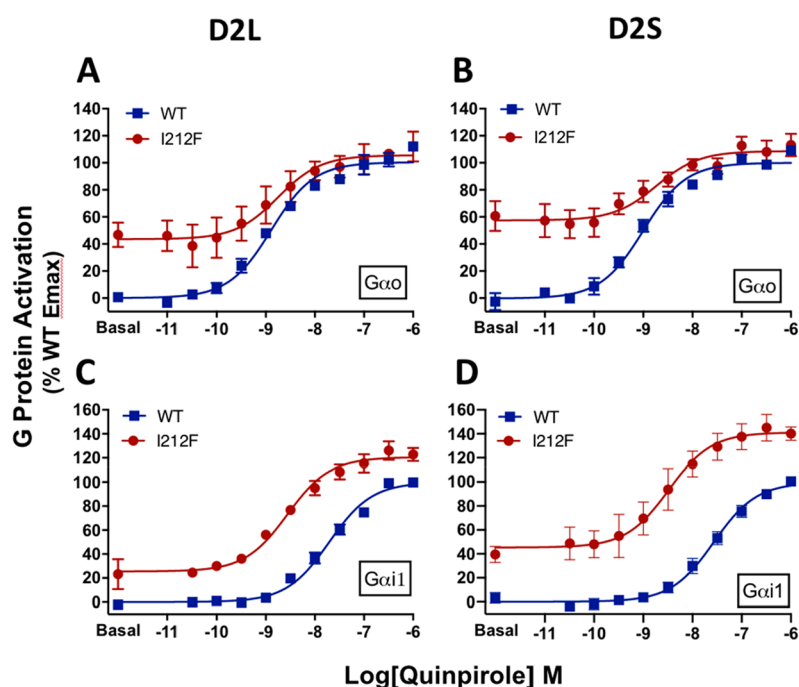 D2L
D2S
A
B
G Protein Activation
(% WT Emax)
140
120
100
80
60
40
20
0
WT
I212F
Gαo
Basal -11 -10 -9 -8 -7 -6
140
120
100
80
60
40
20
0
WT
I212F
Gαo
Basal -11 -10 -9 -8 -7 -6
C
D
160
140
120
100
80
60
40
20
0
WT
I212F
Gαi1
Basal -11 -10 -9 -8 -7 -6
160
140
120
100
80
60
40
20
0
WT
I212F
Gαi1
Basal -11 -10 -9 -8 -7 -6
Log[Quinpirole] M